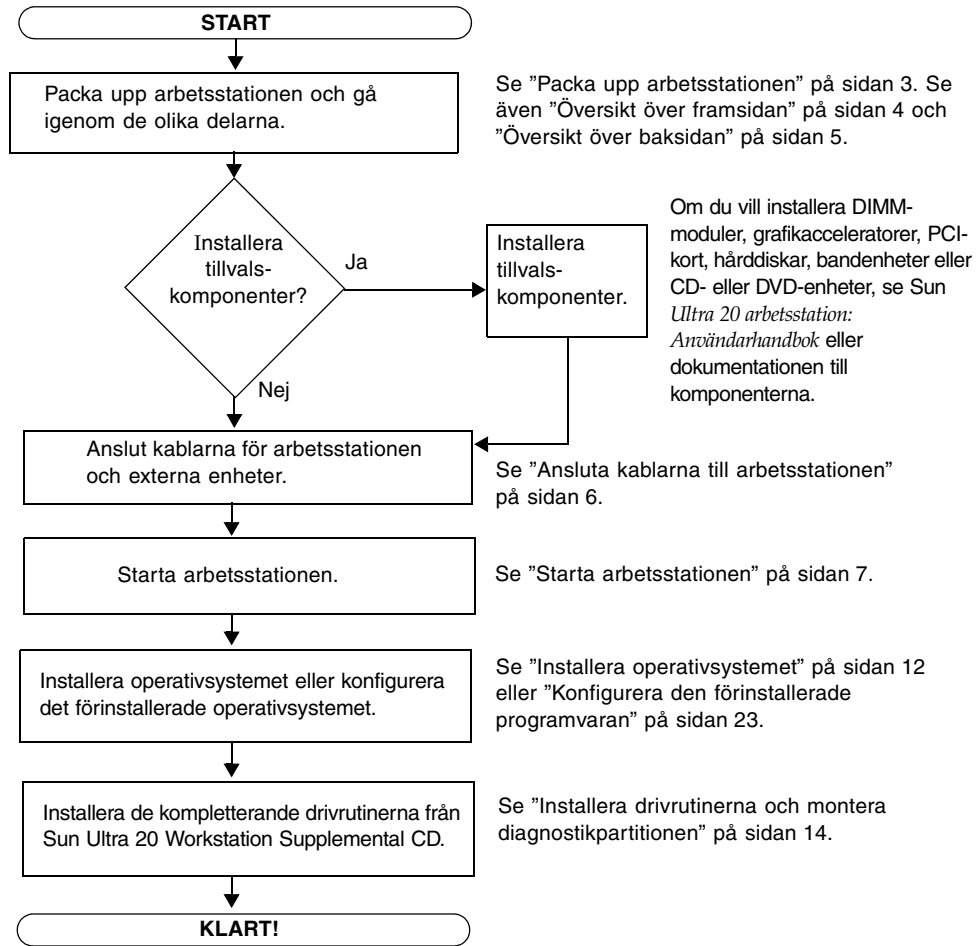 START
Packa upp arbetsstationen och gå
igenom de olika delarna.
Se ”Packa upp arbetsstationen” på sidan 3. Se
även ”Översikt över framsidan” på sidan 4 och
”Översikt över baksidan” på sidan 5.
Installera
tillvals-
komponenter?
Ja
Nej
Installera
tillvals-
komponenter.
Om du vill installera DIMM-
moduler, grafikacceleratorer, PCI-
kort, hårddiskar, bandenheter eller
CD- eller DVD-enheter, se Sun
Ultra 20 arbetsstation:
Användarhandbok eller
dokumentationen till
komponenterna.
Anslut kablarna för arbetsstationen
och externa enheter.
Se ”Ansluta kablarna till arbetsstationen”
på sidan 6.
Starta arbetsstationen.
Se ”Starta arbetsstationen” på sidan 7.
Installera operativsystemet eller konfigurera
det förinstallerade operativsystemet.
Se ”Installera operativsystemet” på sidan 12
eller ”Konfigurera den förinstallerade
programvaran” på sidan 23.
Installera de kompletterande drivrutinerna från
Sun Ultra 20 Workstation Supplemental CD.
Se ”Installera drivrutinerna och montera
diagnostikpartitionen” på sidan 14.
KLART!